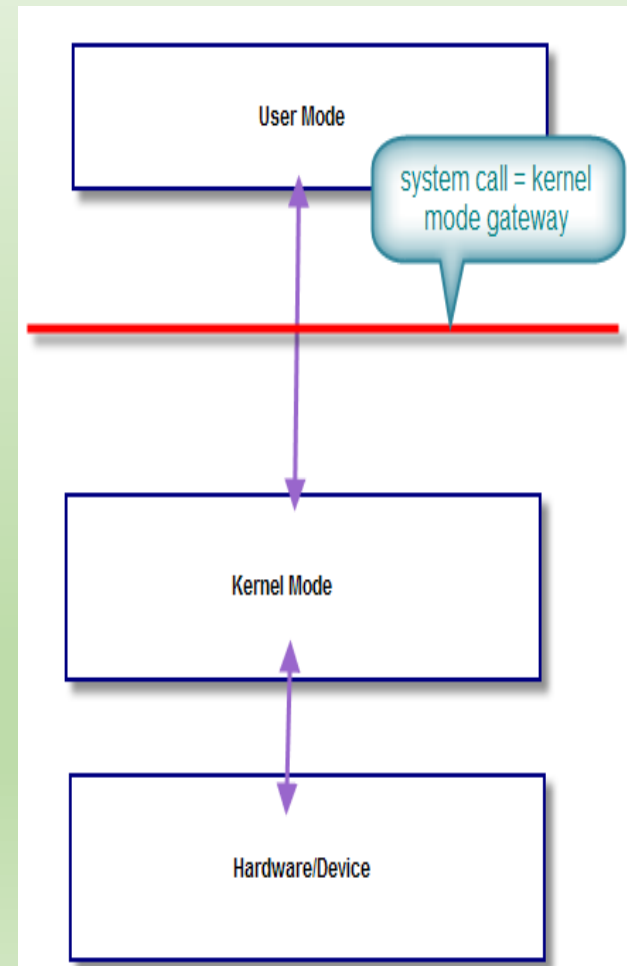 User Mode
system call = kernel
mode gateway
Kernel Mode
Hardware/Device